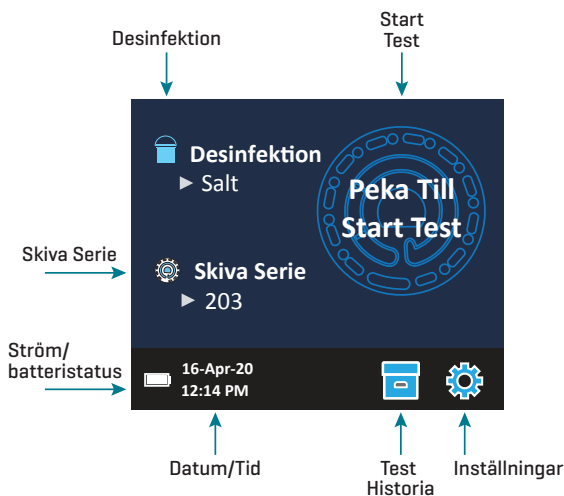 Desinfektion
Start
Test
Desinfektion
Salt
Peka Till
Start Test
Skiva Serie
Skiva Serie
203
Ström/
batteristatus
16-Apr-20
12:14 PM
Datum/Tid
Test
Historia
Inställningar